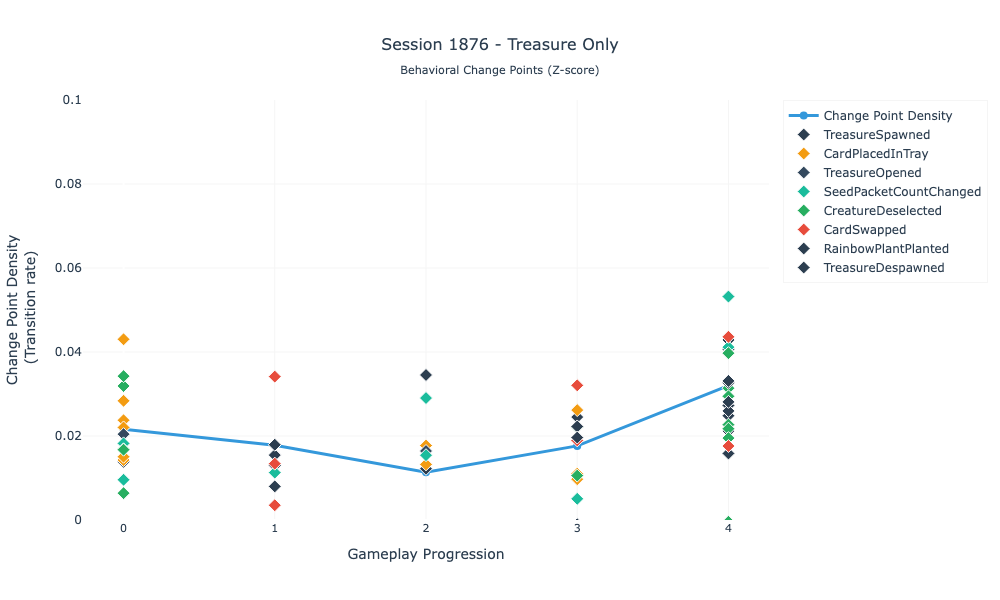 Session 1876 - Treasure Only
Behavioral Change Points (Z-score)
0.1
0.08
0.06
0.04
0.02
0
Change Point Density
(Transition rate)
0
1
2
3
4
Gameplay Progression
Change Point Density
TreasureSpawned
CardPlacedInTray
TreasureOpened
SeedPacketCountChanged
CreatureDeselected
CardSwapped
RainbowPlantPlanted
TreasureDespawned